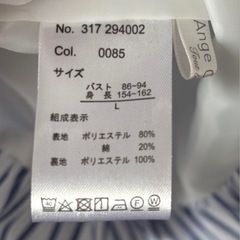 No. 317 294002
Col. 0085
サイズ
バスト 86-94
身長 154-162
L
組成表示
表地 ポリエステル 80%
綿 20%
裏地 ポリエステル 100%
Ange